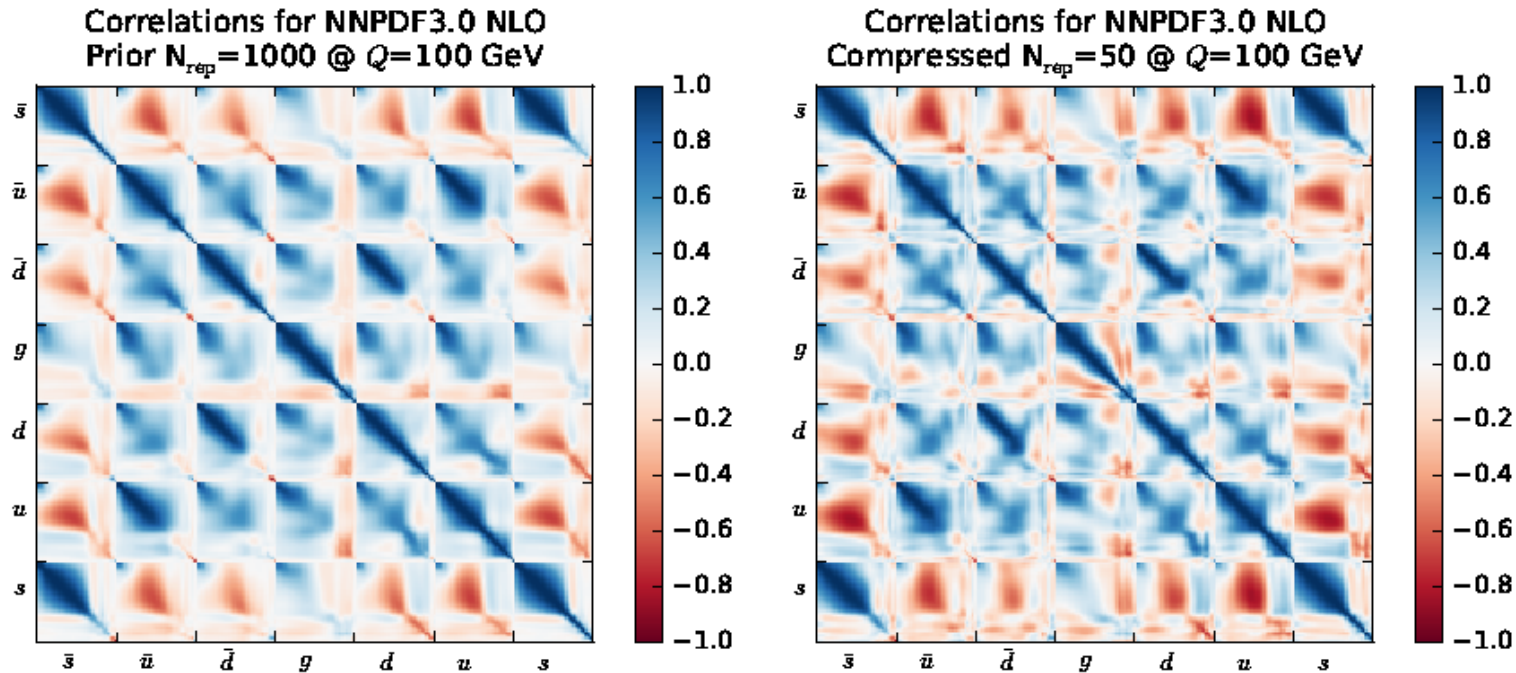 Correlations for NNPDF3.0 NLO
Prior N_rep=1000 @ Q=100 GeV
s̄
ū
d̄
g
d
u
s
s̄ ū d̄ g d u s
1.0
0.8
0.6
0.4
0.2
0.0
−0.2
−0.4
−0.6
−0.8
−1.0
Correlations for NNPDF3.0 NLO
Compressed N_rep=50 @ Q=100 GeV
s̄
ū
d̄
g
d
u
s
s̄ ū d̄ g d u s
1.0
0.8
0.6
0.4
0.2
0.0
−0.2
−0.4
−0.6
−0.8
−1.0